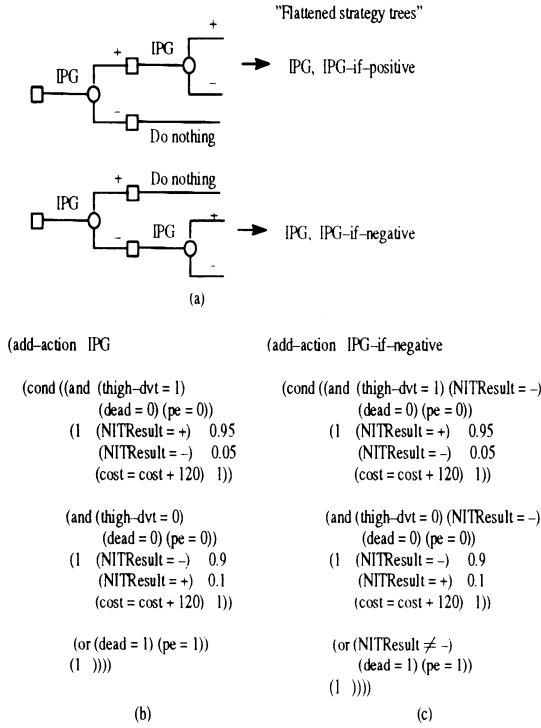 "Flattened strategy trees"
+
+ IPG
IPG
–
IPG, IPG–if–positive
–
Do nothing
+ Do nothing
IPG
+
– IPG
IPG, IPG–if–negative
–
(a)
(add–action IPG
(cond ((and (thigh–dvt = 1)
(dead = 0) (pe = 0))
(1 (NITResult = +) 0.95
(NITResult = –) 0.05
(cost = cost + 120) 1))
(and (thigh–dvt = 0)
(dead = 0) (pe = 0))
(1 (NITResult = –) 0.9
(NITResult = +) 0.1
(cost = cost + 120) 1))
(or (dead = 1) (pe = 1))
(1 ))))
(b)
(add–action IPG–if–negative
(cond ((and (thigh–dvt = 1) (NITResult = –)
(dead = 0) (pe = 0))
(1 (NITResult = +) 0.95
(NITResult = –) 0.05
(cost = cost + 120) 1))
(and (thigh–dvt = 0) (NITResult = –)
(dead = 0) (pe = 0))
(1 (NITResult = –) 0.9
(NITResult = +) 0.1
(cost = cost + 120) 1))
(or (NITResult ≠ –)
(dead = 1) (pe = 1))
(1 ))))
(c)